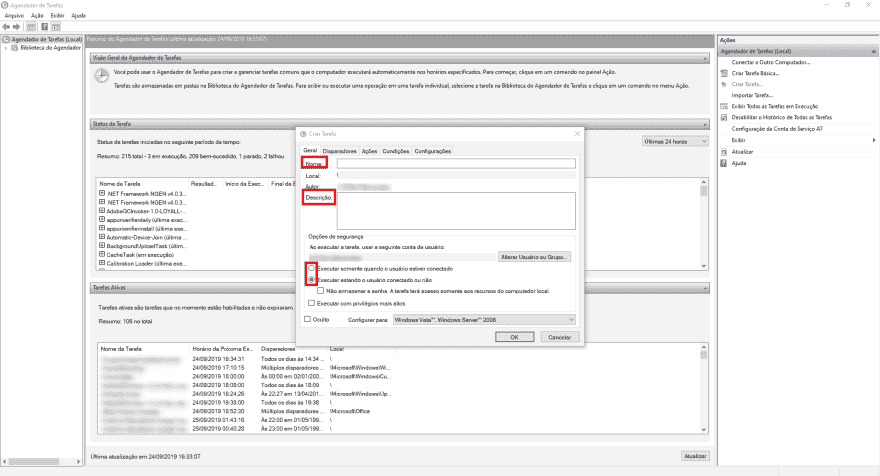 Agendador de Tarefas
Arquivo Ação Exibir Ajuda
Agendador de Tarefas (Local)
Biblioteca do Agendador
Resumo do Agendador de Tarefas (última atualização: 24/09/2019 16:33:07)
Visão Geral do Agendador de Tarefas
Você pode usar o Agendador de Tarefas para criar e gerenciar tarefas comuns que o computador executará automaticamente nos horários especificados. Para começar, clique em um comando no painel Ação.
Tarefas são armazenadas em pastas na Biblioteca do Agendador de Tarefas. Para exibir ou executar uma operação em uma tarefa individual, selecione a tarefa na Biblioteca do Agendador de Tarefas e clique em um comando no menu Ação.
Status da Tarefa
Status de tarefas iniciadas no seguinte período de tempo:
Últimas 24 horas
Resumo: 215 total - 3 em execução, 209 bem-sucedido, 1 parado, 2
Nome da Tarefa Resultad... Início da Exec... Final da E
.NET Framework NGEN v4.0.3...
.NET Framework NGEN v4.0.3...
AdobeGCInvoker-1.0-LOYALL-...
appuriverifierdaily (última exec...
appuriverifierinstall (última exec...
Automatic-Device-Join (última ...
BackgroundUploadTask (últim...
CacheTask (em execução)
Calibration Loader (última exe...
Tarefas Ativas
Tarefas ativas são tarefas que no momento estão habilitadas e não expiraram.
Resumo: 106 no total
Nome da Tarefa Horário da Próxima Ex... Disparadores Local
24/09/2019 16:34:31 Todos os dias às 14:34 ... \
24/09/2019 17:10:15 Múltiplos disparadores ... \Microsoft\Windows\Wi...
24/09/2019 18:00:00 Às 00:00 em 02/01/200... \Microsoft\Windows\Cu...
24/09/2019 18:09:00 Todos os dias às 18:09 \
24/09/2019 18:24:26 Às 22:27 em 13/04/201... \Microsoft\Windows\Up...
24/09/2019 19:38:00 Todos os dias às 19:38 \
24/09/2019 18:52:30 Múltiplos disparadores ... \Microsoft\Office
25/09/2019 01:43:16 Às 22:00 em 01/05/199... \
25/09/2019 00:40:28 Às 23:00 em 01/05/199... \
Última atualização em 24/09/2019 16:33:07
Atualizar
Criar Tarefa
Geral Disparadores Ações Condições Configurações
Nome:
Local: \
Autor:
Descrição:
Opções de segurança
Ao executar a tarefa, usar a seguinte conta de usuário:
Alterar Usuário ou Grupo...
Executar somente quando o usuário estiver conectado
Executar estando o usuário conectado ou não
Não armazenar a senha. A tarefa terá acesso somente aos recursos do computador local.
Executar com privilégios mais altos
Oculto Configurar para: Windows Vista™, Windows Server™ 2008
OK Cancelar
Ações
Agendador de Tarefas (Local)
Conectar a Outro Computador...
Criar Tarefa Básica...
Criar Tarefa...
Importar Tarefa...
Exibir Todas as Tarefas em Execução
Desabilitar o Histórico de Todas as Tarefas
Configuração da Conta do Serviço AT
Exibir
Atualizar
Ajuda